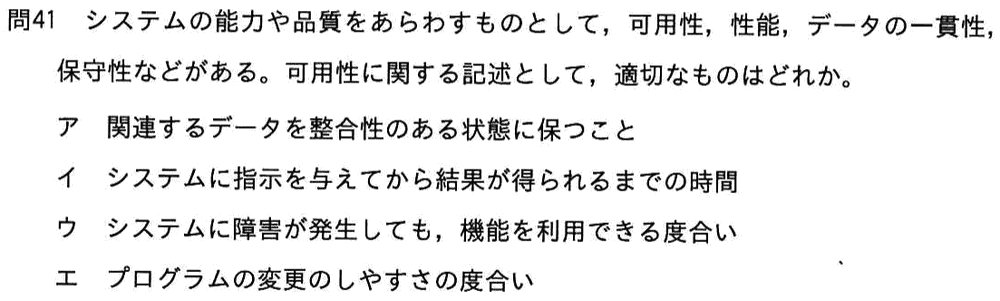 問41　システムの能力や品質をあらわすものとして，可用性，性能，データの一貫性，
保守性などがある。可用性に関する記述として，適切なものはどれか。
ア　関連するデータを整合性のある状態に保つこと
イ　システムに指示を与えてから結果が得られるまでの時間
ウ　システムに障害が発生しても，機能を利用できる度合い
エ　プログラムの変更のしやすさの度合い